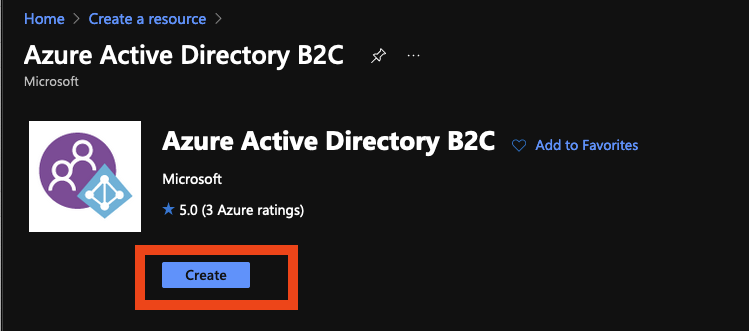 Home > Create a resource >
Azure Active Directory B2C ...
Microsoft
Azure Active Directory B2C Add to Favorites
Microsoft
5.0 (3 Azure ratings)
Create